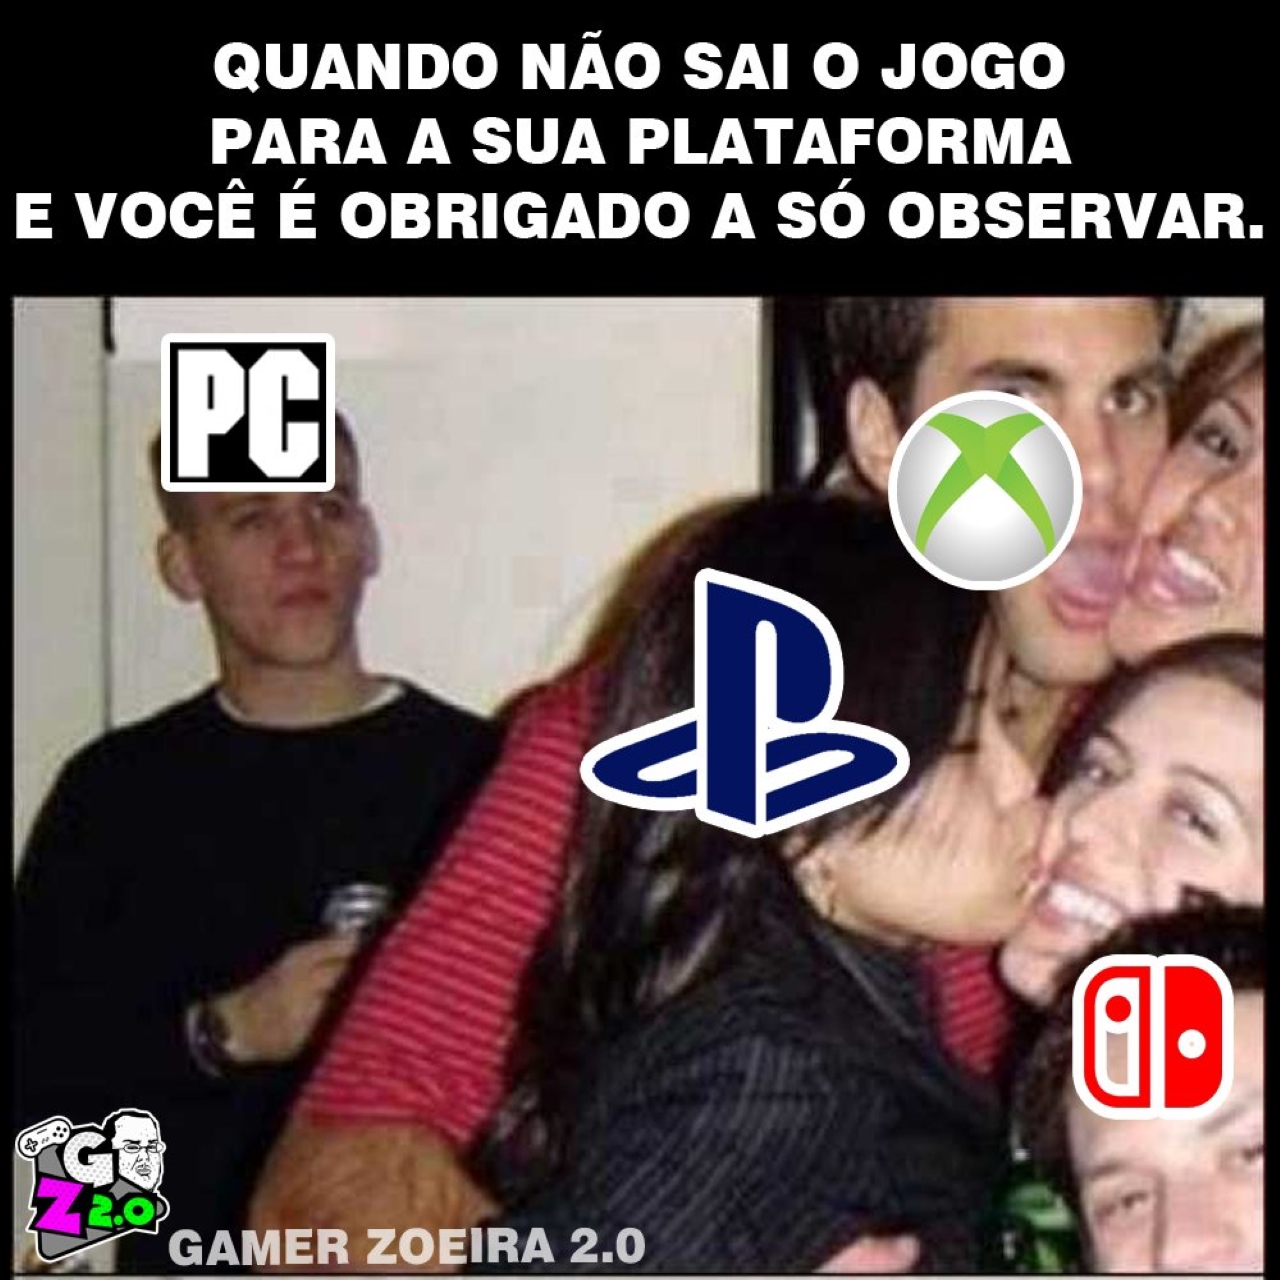 QUANDO NÃO SAI O JOGO
PARA A SUA PLATAFORMA
E VOCÊ É OBRIGADO A SÓ OBSERVAR.
PC
GZ 2.0
GAMER ZOEIRA 2.0